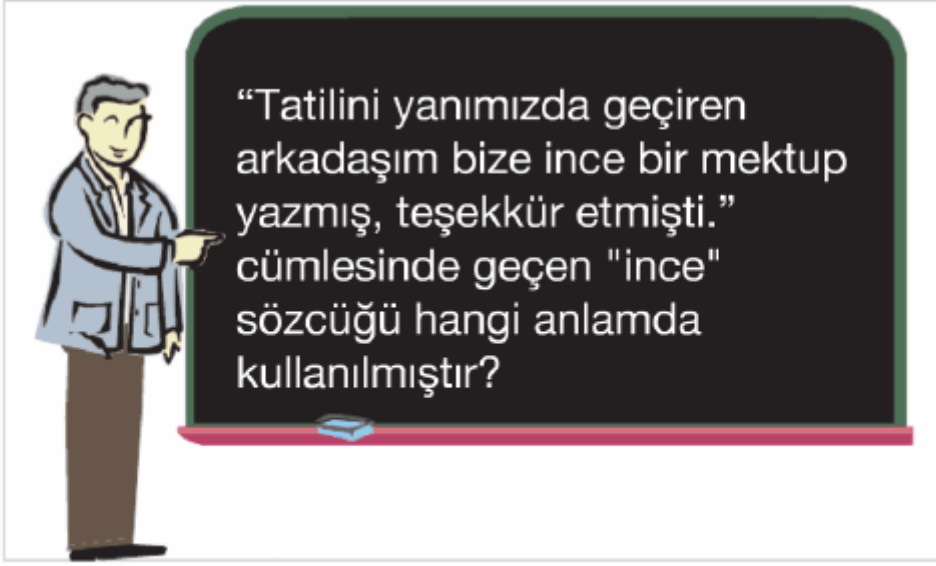 “Tatilini yanımızda geçiren
arkadaşım bize ince bir mektup
yazmış, teşekkür etmişti.”
cümlesinde geçen "ince"
sözcüğü hangi anlamda
kullanılmıştır?